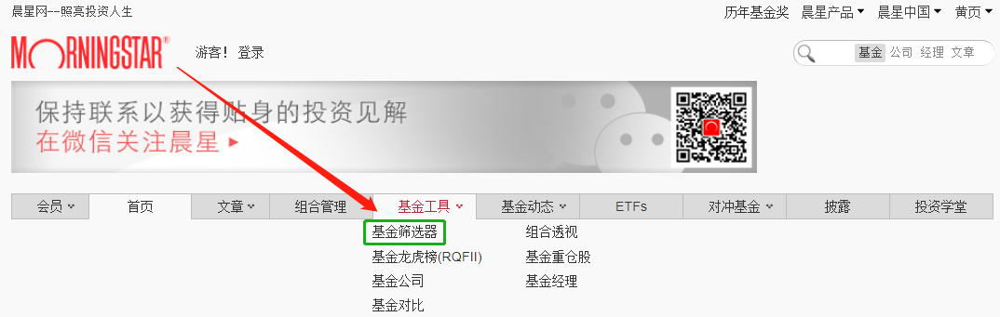 晨星网--照亮投资人生 历年基金奖 晨星产品 晨星中国 黄页
MORNINGSTAR® 游客！ 登录 基金 公司 经理 文章
保持联系以获得贴身的投资见解
在微信关注晨星
会员 首页 文章 组合管理 基金工具 基金动态 ETFs 对冲基金 披露 投资学堂
基金筛选器 组合透视
基金龙虎榜(RQFII) 基金重仓股
基金公司 基金经理
基金对比